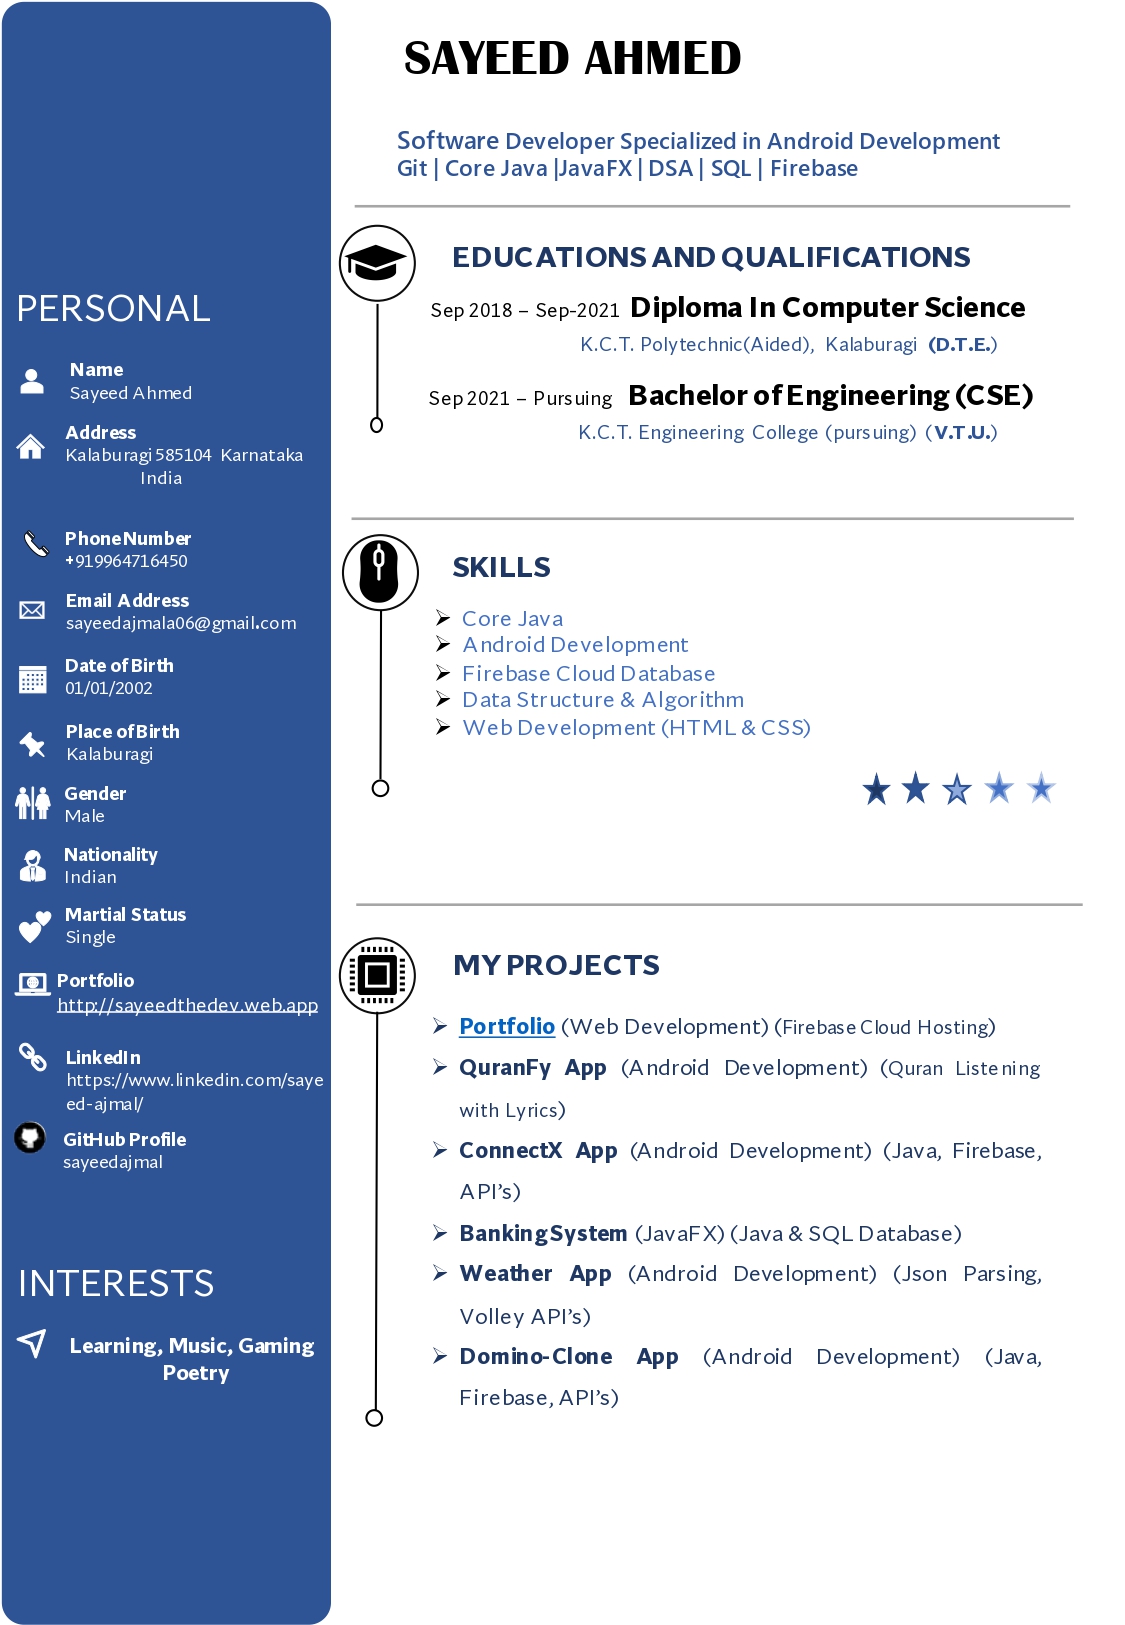 SAYEED AHMED
Software Developer Specialized in Android Development
Git | Core Java |JavaFX | DSA | SQL | Firebase
PERSONAL
Name
Sayeed Ahmed
Address
Kalaburagi 585104 Karnataka
India
Phone Number
+919964716450
Email Address
sayeedajmala06@gmail.com
Date of Birth
01/01/2002
Place of Birth
Kalaburagi
Gender
Male
Nationality
Indian
Martial Status
Single
Portfolio
http://sayeedthedev.web.app
LinkedIn
https://www.linkedin.com/saye
ed-ajmal/
GitHub Profile
sayeedajmal
INTERESTS
Learning, Music, Gaming
Poetry
EDUCATIONS AND QUALIFICATIONS
Sep 2018 – Sep-2021 Diploma In Computer Science
K.C.T. Polytechnic(Aided), Kalaburagi (D.T.E.)
Sep 2021 – Pursuing Bachelor of Engineering (CSE)
K.C.T. Engineering College (pursuing) (V.T.U.)
SKILLS
➢ Core Java
➢ Android Development
➢ Firebase Cloud Database
➢ Data Structure & Algorithm
➢ Web Development (HTML & CSS)
MY PROJECTS
➢ Portfolio (Web Development) (Firebase Cloud Hosting)
➢ QuranFy App (Android Development) (Quran Listening
with Lyrics)
➢ ConnectX App (Android Development) (Java, Firebase,
API's)
➢ Banking System (JavaFX) (Java & SQL Database)
➢ Weather App (Android Development) (Json Parsing,
Volley API's)
➢ Domino-Clone App (Android Development) (Java,
Firebase, API's)